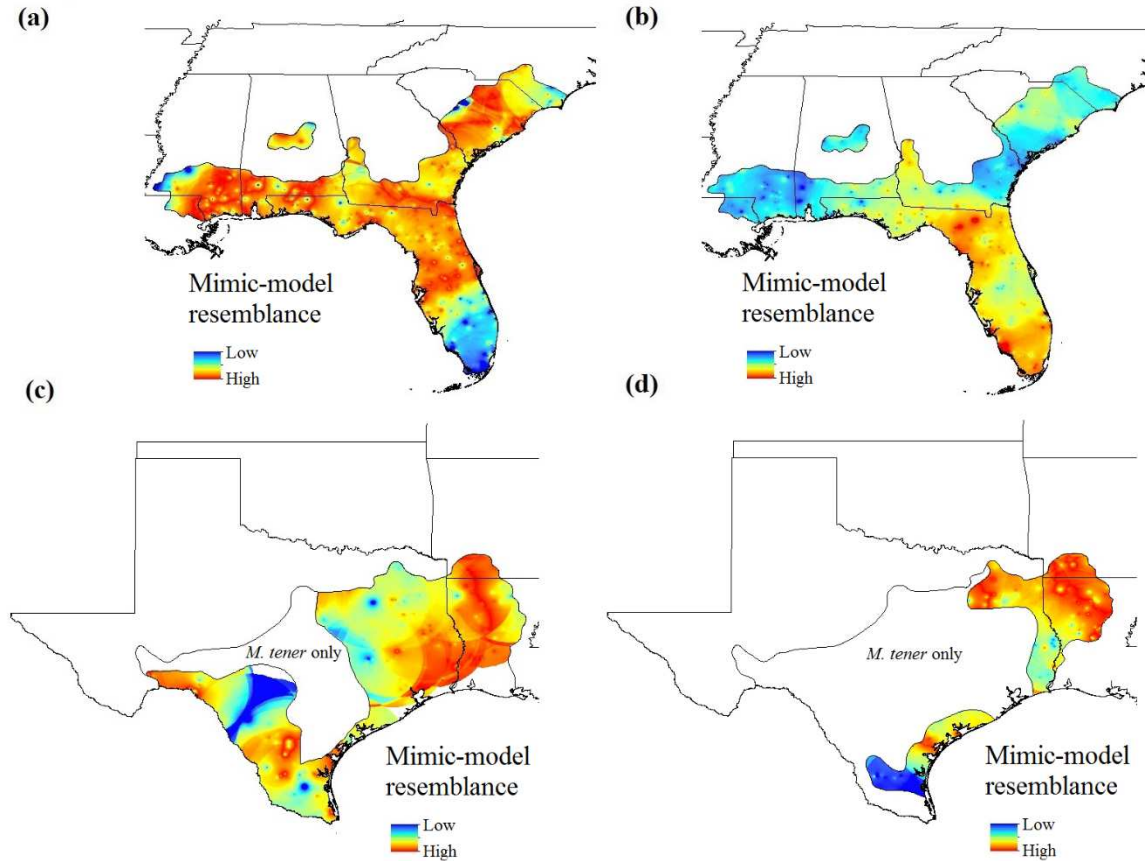 (a)
Mimic-model
resemblance
Low
High
(b)
Mimic-model
resemblance
Low
High
(c)
M. tener only
Mimic-model
resemblance
Low
High
(d)
M. tener only
Mimic-model
resemblance
Low
High